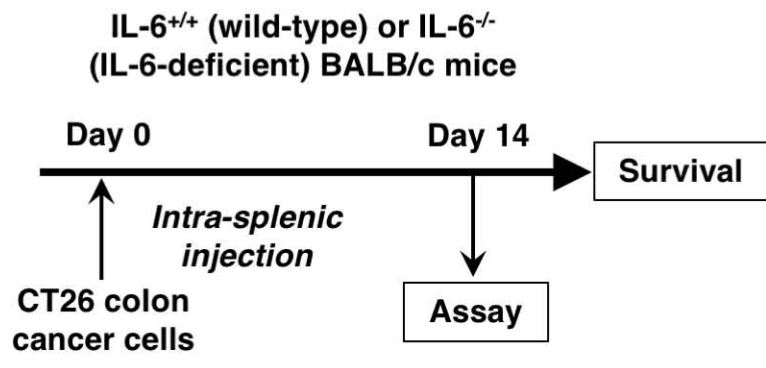 IL-6+/+ (wild-type) or IL-6-/-
(IL-6-deficient) BALB/c mice
Day 0
Day 14
Survival
Intra-splenic
injection
CT26 colon
cancer cells
Assay